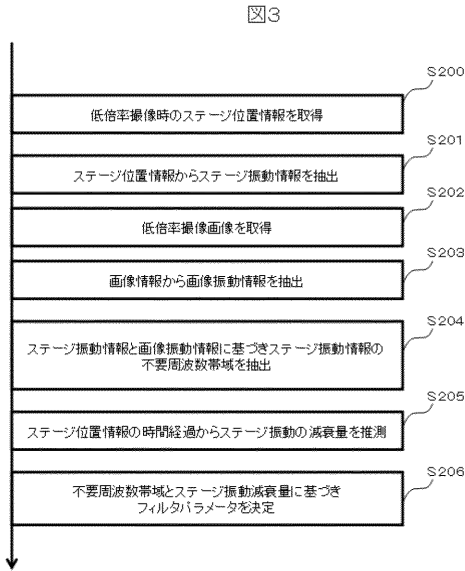 図3
S200
低倍率撮像時のステージ位置情報を取得
S201
ステージ位置情報からステージ振動情報を抽出
S202
低倍率撮像画像を取得
S203
画像情報から画像振動情報を抽出
S204
ステージ振動情報と画像振動情報に基づきステージ振動情報の
不要周波数帯域を抽出
S205
ステージ位置情報の時間経過からステージ振動の減衰量を推測
S206
不要周波数帯域とステージ振動減衰量に基づき
フィルタパラメータを決定